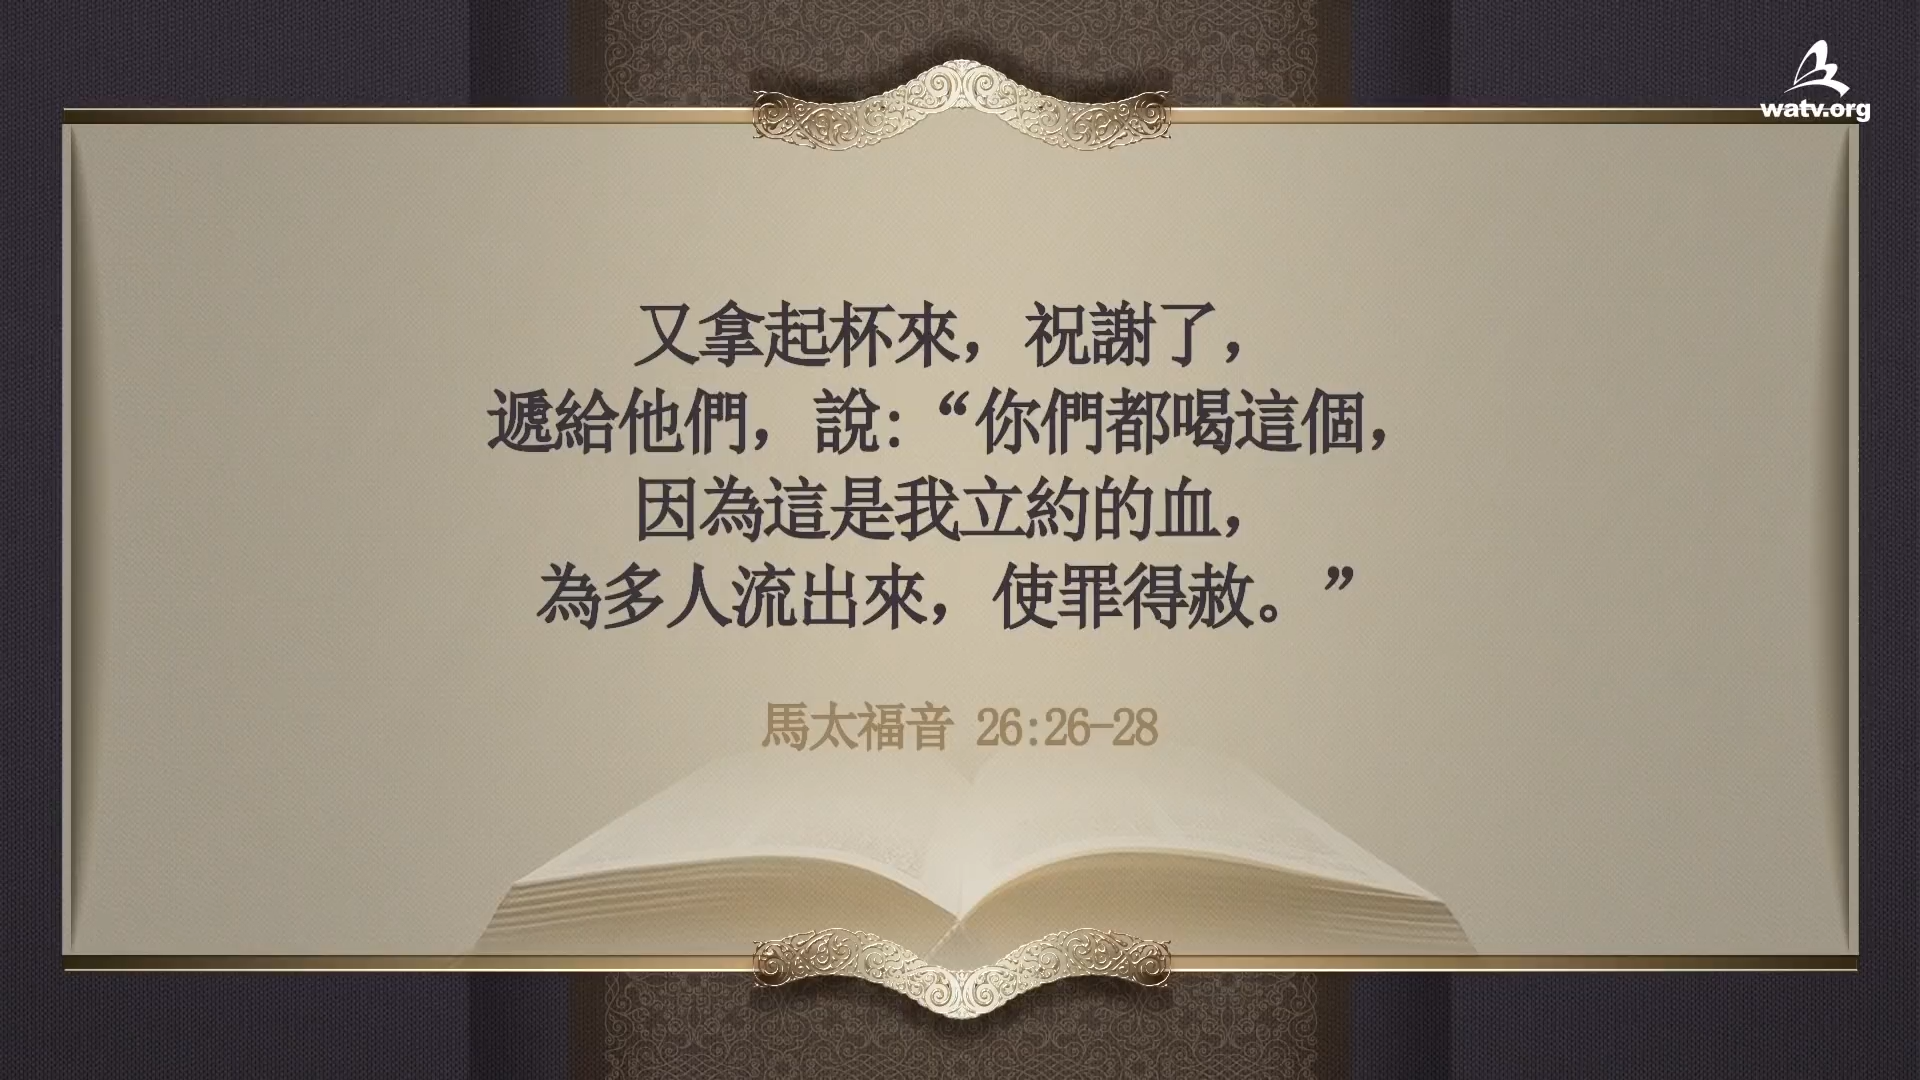 watv.org
又拿起杯來，祝謝了，
遞給他們，說：“你們都喝這個，
因為這是我立約的血，
為多人流出來，使罪得赦。”
馬太福音 26:26-28